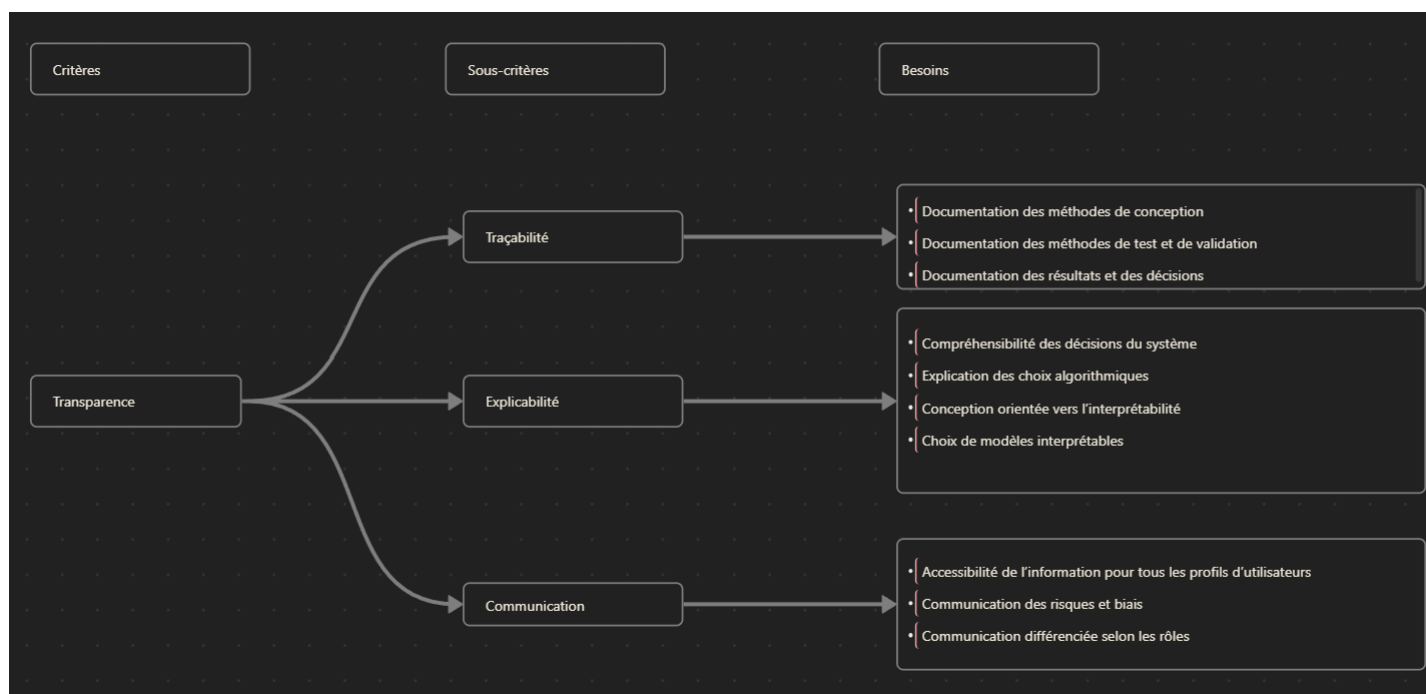 Critères
Sous-critères
Besoins
Traçabilité
• Documentation des méthodes de conception
• Documentation des méthodes de test et de validation
• Documentation des résultats et des décisions
Transparence
Explicabilité
• Compréhensibilité des décisions du système
• Explication des choix algorithmiques
• Conception orientée vers l’interprétabilité
• Choix de modèles interprétables
Communication
• Accessibilité de l’information pour tous les profils d’utilisateurs
• Communication des risques et biais
• Communication différenciée selon les rôles